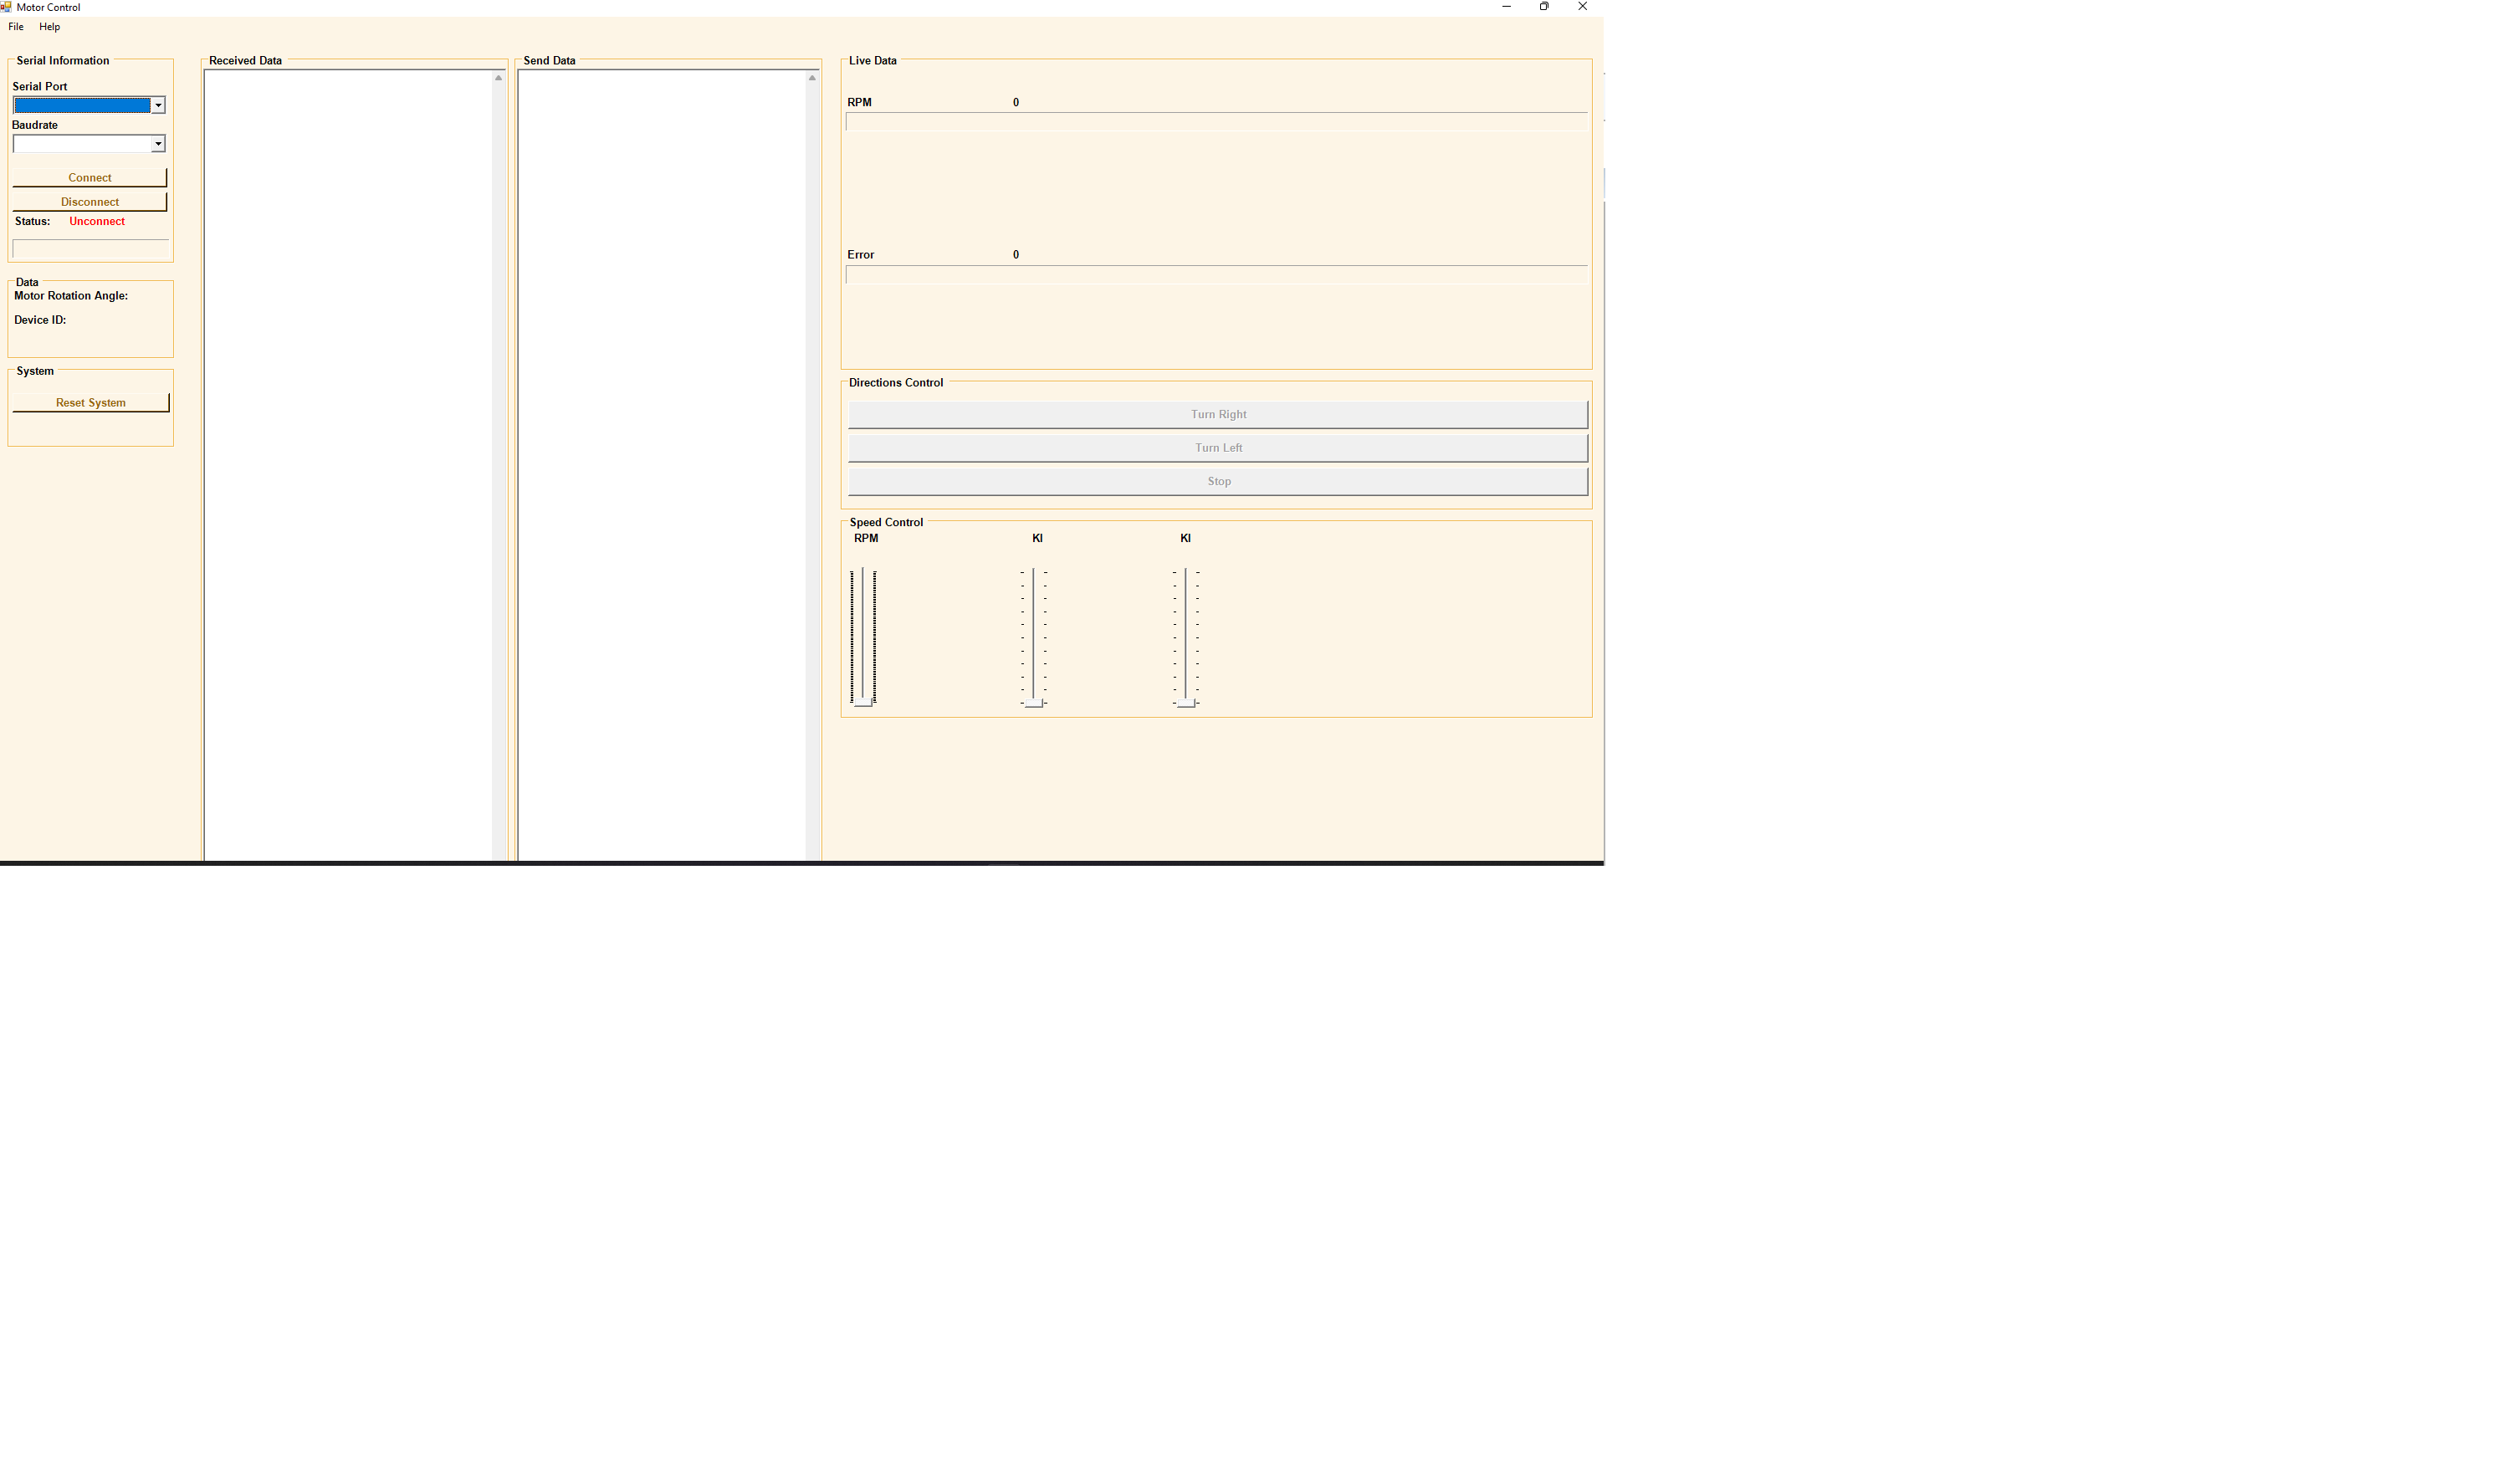 Motor Control
File Help
Serial Information
Serial Port
Baudrate
Connect
Disconnect
Status: Unconnect
Data
Motor Rotation Angle:
Device ID:
System
Reset System
Received Data
Send Data
Live Data
RPM 0
Error 0
Directions Control
Turn Right
Turn Left
Stop
Speed Control
RPM KI KI